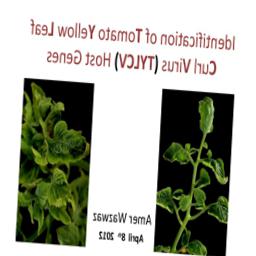 Identification of Tomato Yellow Leaf
Curl Virus (TYLCV) Host Genes
Amer Wazwaz
April 8th 2012